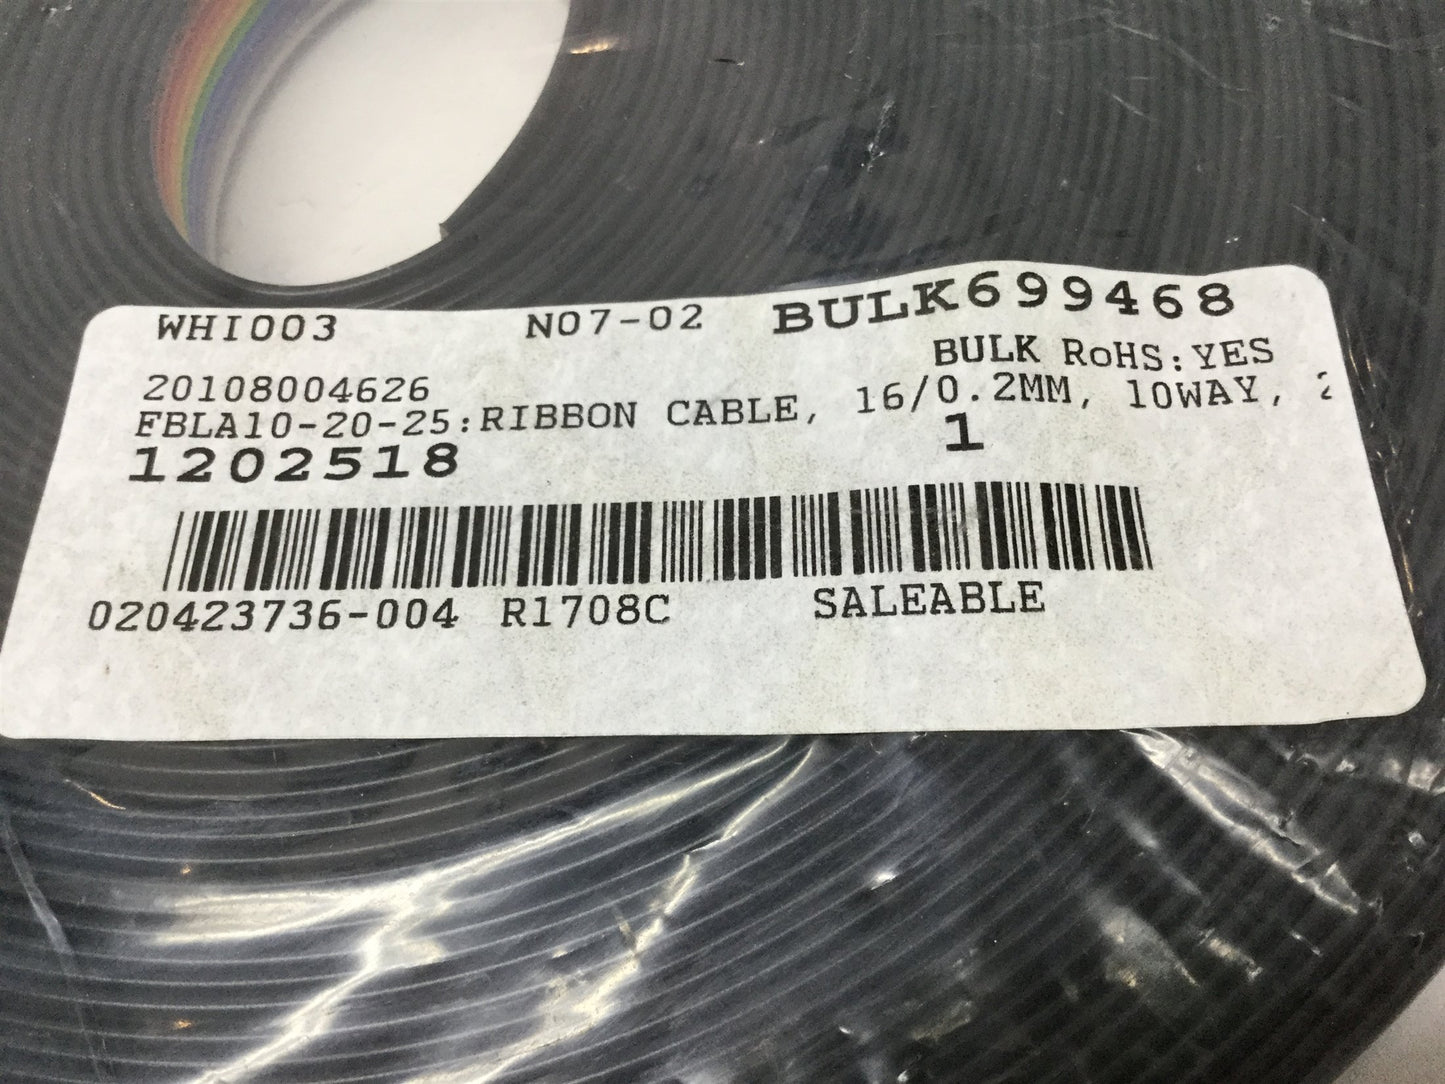 WHI003 N07-02 BULK699468
BULK RoHS:YES
20108004626
FBLA10-20-25:RIBBON CABLE, 16/0.2MM, 10WAY, 2
1202518 1
020423736-004 R1708C SALEABLE